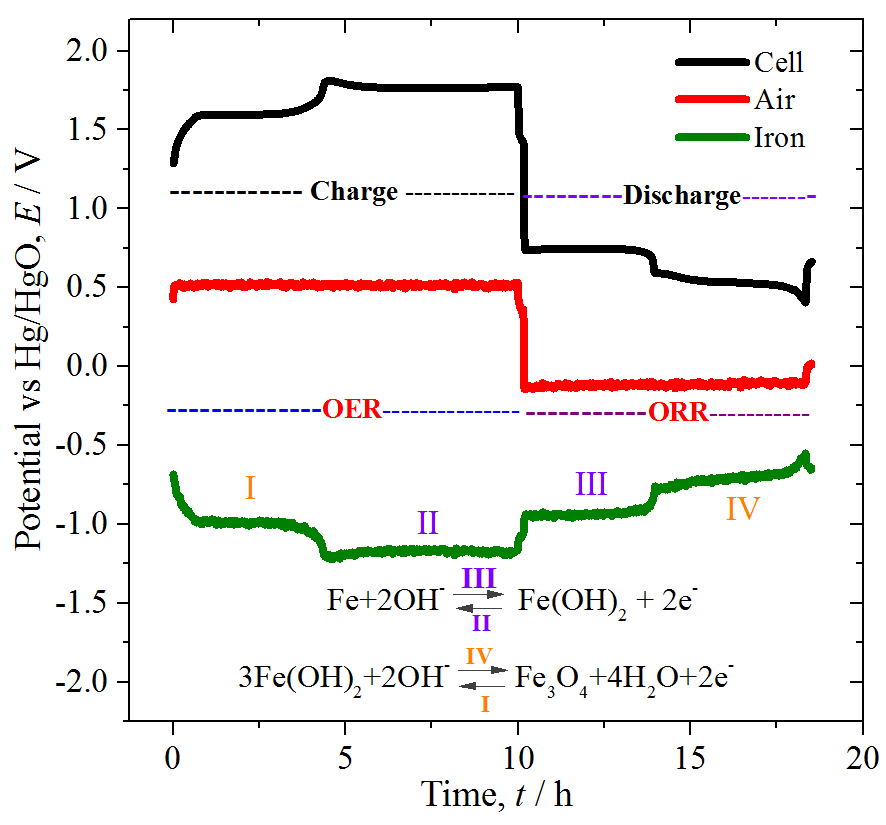 2.0
1.5
1.0
0.5
0.0
-0.5
-1.0
-1.5
-2.0
Potential vs Hg/HgO, E / V
Cell
Air
Iron
Charge
Discharge
OER
ORR
I
II
III
IV
III
Fe+2OH⁻ Fe(OH)₂ + 2e⁻
II
IV
3Fe(OH)₂+2OH⁻ Fe₃O₄+4H₂O+2e⁻
I
0 5 10 15 20
Time, t / h